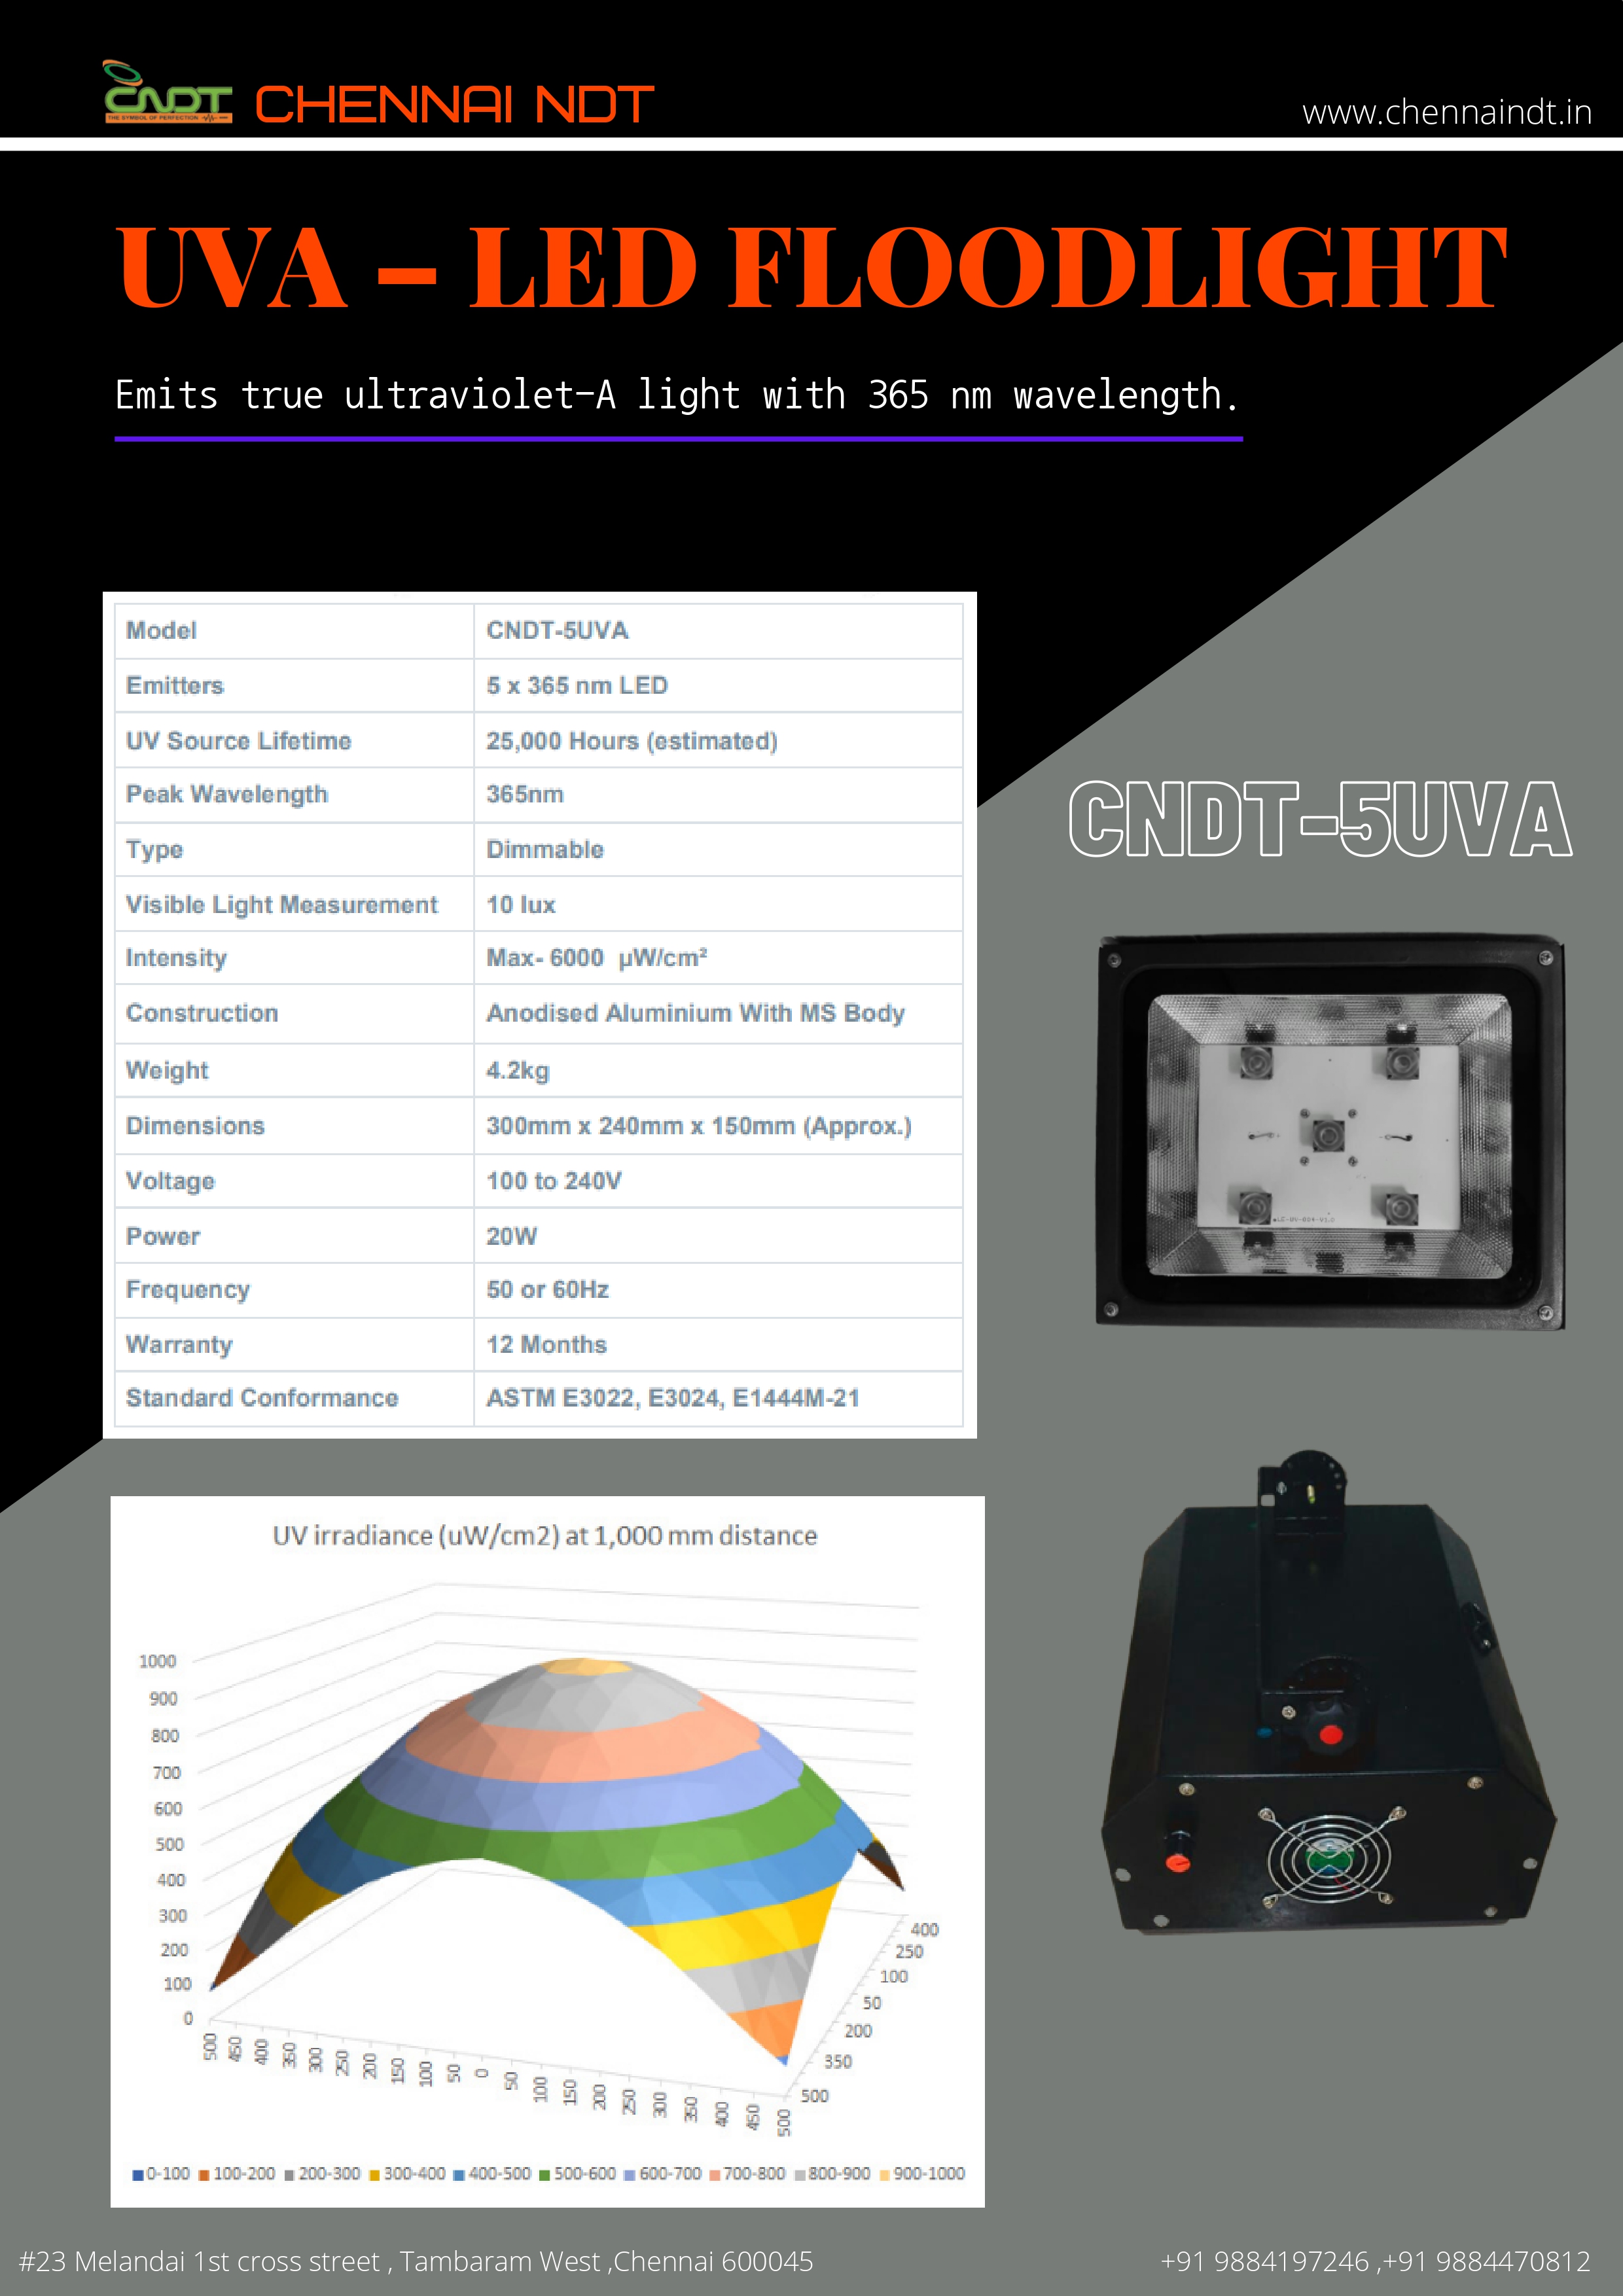 CNDT
THE SYMBOL OF PERFECTION
CHENNAI NDT
www.chennaindt.in
UVA – LED FLOODLIGHT
Emits true ultraviolet-A light with 365 nm wavelength.
Model CNDT-5UVA
Emitters 5 x 365 nm LED
UV Source Lifetime 25,000 Hours (estimated)
Peak Wavelength 365nm
Type Dimmable
Visible Light Measurement 10 lux
Intensity Max- 6000 µW/cm²
Construction Anodised Aluminium With MS Body
Weight 4.2kg
Dimensions 300mm x 240mm x 150mm (Approx.)
Voltage 100 to 240V
Power 20W
Frequency 50 or 60Hz
Warranty 12 Months
Standard Conformance ASTM E3022, E3024, E1444M-21
CNDT-5UVA
UV irradiance (uW/cm2) at 1,000 mm distance
1000
900
800
700
600
500
400
300
200
100
0
500 450 400 350 300 250 200 150 100 50 0 50 100 150 200 250 300 350 400 450 500
400
250
100
50
200
350
500
0-100 100-200 200-300 300-400 400-500 500-600 600-700 700-800 800-900 900-1000
#23 Melandai 1st cross street , Tambaram West ,Chennai 600045
+91 9884197246 ,+91 9884470812